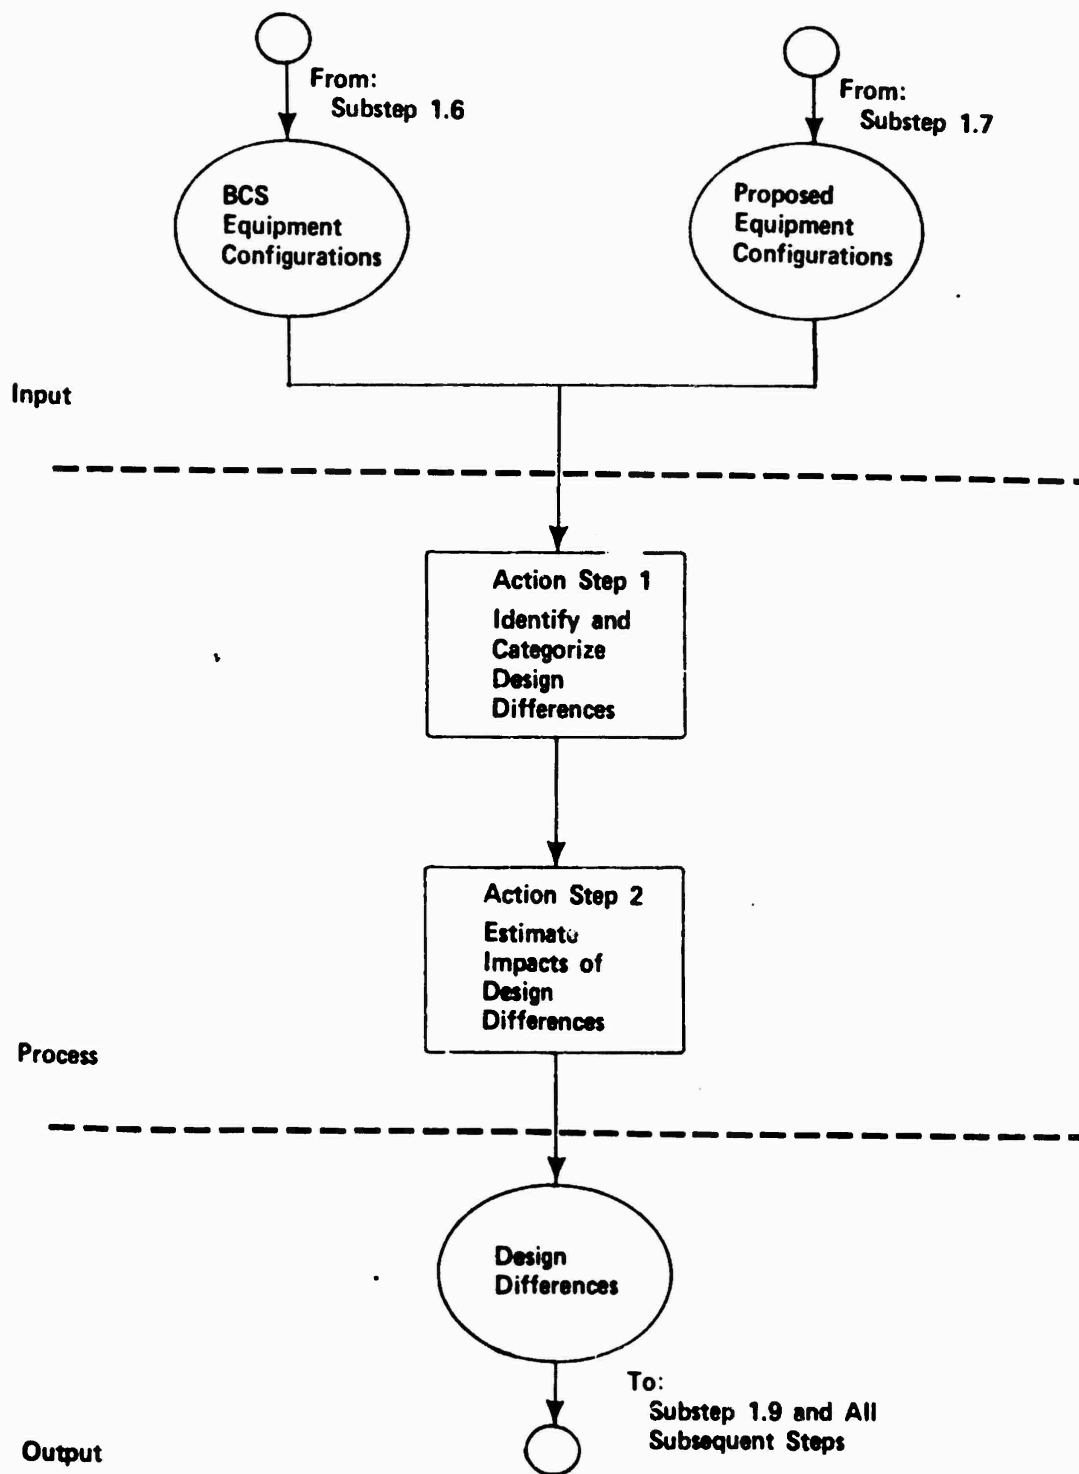 From:
Substep 1.6
From:
Substep 1.7
BCS
Equipment
Configurations
Proposed
Equipment
Configurations
Input
Action Step 1
Identify and
Categorize
Design
Differences
Action Step 2
Estimate
Impacts of
Design
Differences
Process
Design
Differences
To:
Substep 1.9 and All
Subsequent Steps
Output